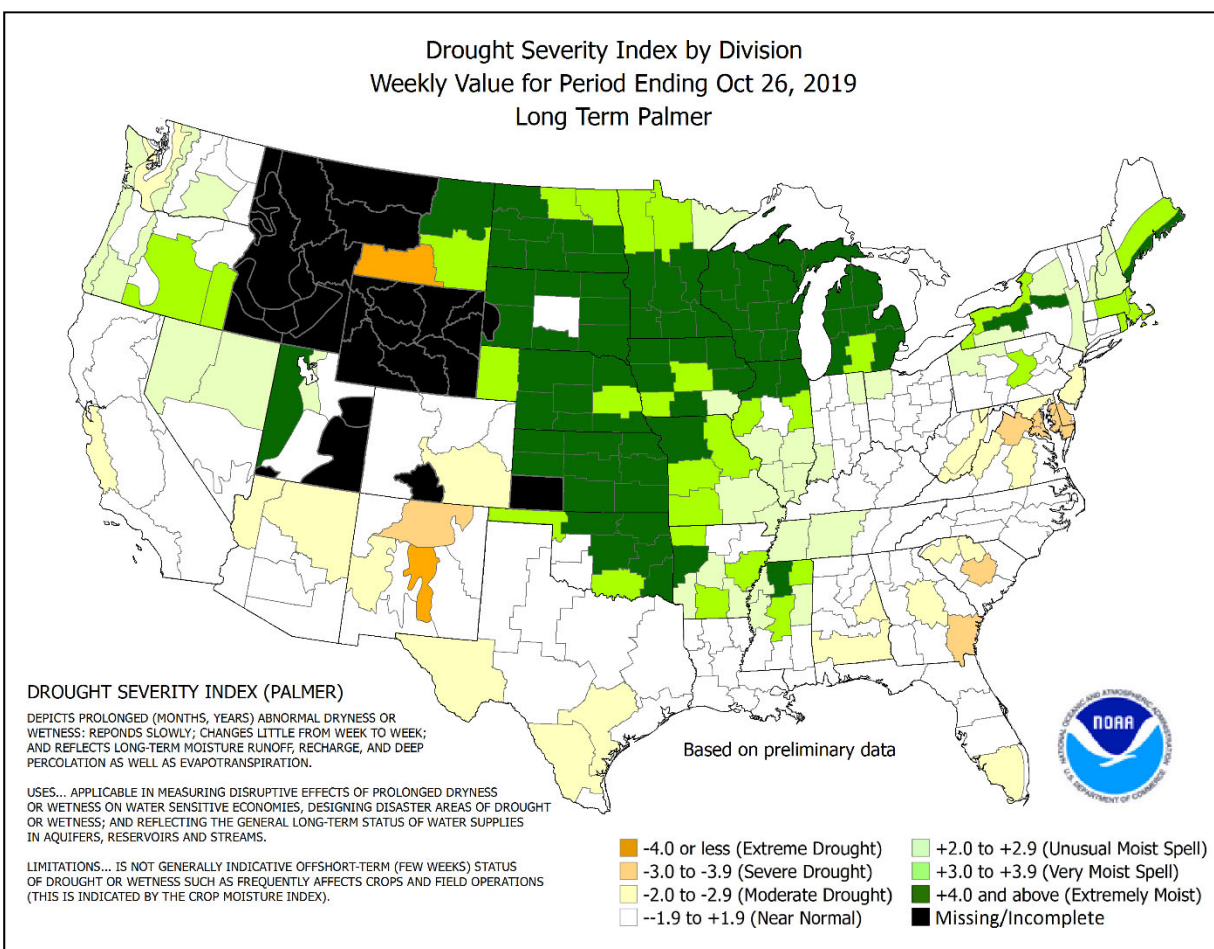 Drought Severity Index by Division
Weekly Value for Period Ending Oct 26, 2019
Long Term Palmer
DROUGHT SEVERITY INDEX (PALMER)
DEPICTS PROLONGED (MONTHS, YEARS) ABNORMAL DRYNESS OR
WETNESS: REPONDS SLOWLY; CHANGES LITTLE FROM WEEK TO WEEK;
AND REFLECTS LONG-TERM MOISTURE RUNOFF, RECHARGE, AND DEEP
PERCOLATION AS WELL AS EVAPOTRANSPIRATION.
USES... APPLICABLE IN MEASURING DISRUPTIVE EFFECTS OF PROLONGED DRYNESS
OR WETNESS ON WATER SENSITIVE ECONOMIES, DESIGNING DISASTER AREAS OF DROUGHT
OR WETNESS; AND REFLECTING THE GENERAL LONG-TERM STATUS OF WATER SUPPLIES
IN AQUIFERS, RESERVOIRS AND STREAMS.
LIMITATIONS... IS NOT GENERALLY INDICATIVE OFFSHORT-TERM (FEW WEEKS) STATUS
OF DROUGHT OR WETNESS SUCH AS FREQUENTLY AFFECTS CROPS AND FIELD OPERATIONS
(THIS IS INDICATED BY THE CROP MOISTURE INDEX).
Based on preliminary data
NATIONAL OCEANIC AND ATMOSPHERIC ADMINISTRATION
NOAA
U.S. DEPARTMENT OF COMMERCE
-4.0 or less (Extreme Drought)
-3.0 to -3.9 (Severe Drought)
-2.0 to -2.9 (Moderate Drought)
--1.9 to +1.9 (Near Normal)
+2.0 to +2.9 (Unusual Moist Spell)
+3.0 to +3.9 (Very Moist Spell)
+4.0 and above (Extremely Moist)
Missing/Incomplete